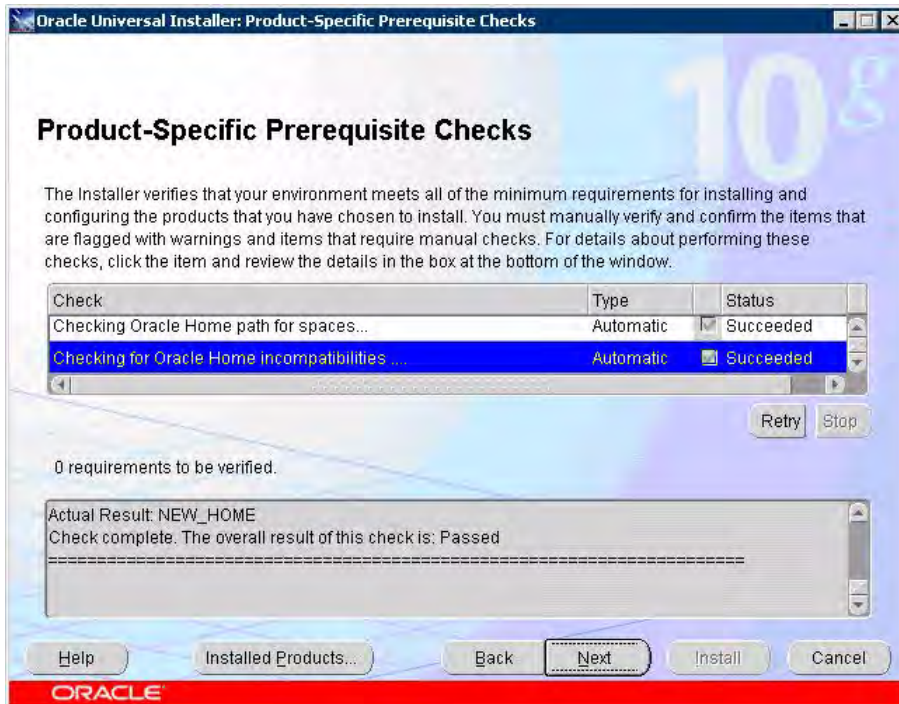 Oracle Universal Installer: Product-Specific Prerequisite Checks
10g
Product-Specific Prerequisite Checks
The Installer verifies that your environment meets all of the minimum requirements for installing and
configuring the products that you have chosen to install. You must manually verify and confirm the items that
are flagged with warnings and items that require manual checks. For details about performing these
checks, click the item and review the details in the box at the bottom of the window.
Check Type Status
Checking Oracle Home path for spaces... Automatic Succeeded
Checking for Oracle Home incompatibilities .... Automatic Succeeded
Retry Stop
0 requirements to be verified.
Actual Result: NEW_HOME
Check complete. The overall result of this check is: Passed
========================================================================
Help Installed Products... Back Next Install Cancel
ORACLE